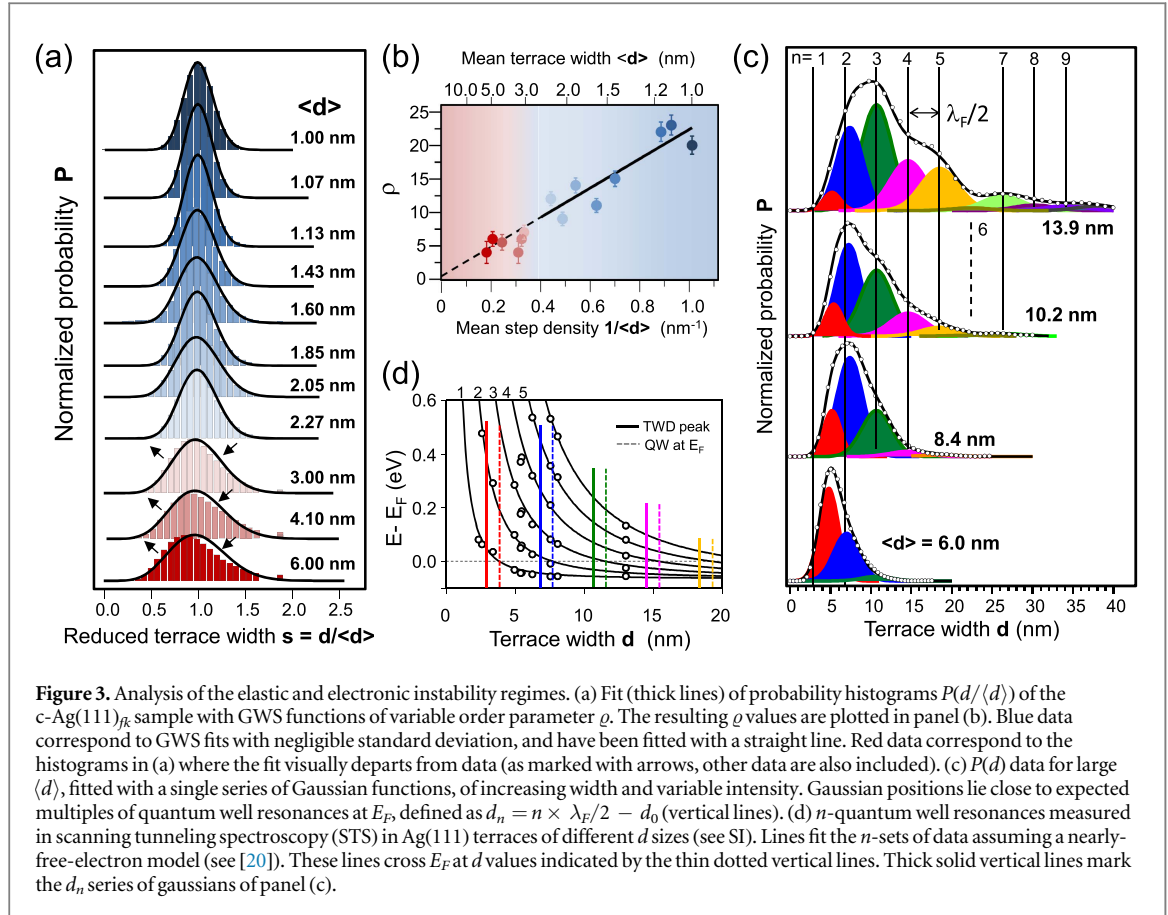 (a)
<d>
1.00 nm
1.07 nm
1.13 nm
1.43 nm
1.60 nm
1.85 nm
2.05 nm
2.27 nm
3.00 nm
4.10 nm
6.00 nm
Normalized probability P
0.0 0.5 1.0 1.5 2.0 2.5
Reduced terrace width s = d/<d>
(b)
Mean terrace width <d> (nm)
10.0 5.0 3.0 2.0 1.5 1.2 1.0
25
20
15
10
5
0
ρ
0.0 0.2 0.4 0.6 0.8 1.0
Mean step density 1/<d> (nm⁻¹)
(d)
1 2 3 4 5
0.6
0.4
0.2
0.0
E- E_F (eV)
TWD peak
QW at E_F
0 5 10 15 20
Terrace width d (nm)
(c)
n= 1 2 3 4 5 7 8 9
λ_F/2
6
13.9 nm
10.2 nm
8.4 nm
<d> = 6.0 nm
Normalized probability P
0 5 10 15 20 25 30 35 40
Terrace width d (nm)
Figure 3. Analysis of the elastic and electronic instability regimes. (a) Fit (thick lines) of probability histograms P(d/⟨d⟩) of the
c-Ag(111)fk sample with GWS functions of variable order parameter ϱ. The resulting ϱ values are plotted in panel (b). Blue data
correspond to GWS fits with negligible standard deviation, and have been fitted with a straight line. Red data correspond to the
histograms in (a) where the fit visually departs from data (as marked with arrows, other data are also included). (c) P(d) data for large
⟨d⟩, fitted with a single series of Gaussian functions, of increasing width and variable intensity. Gaussian positions lie close to expected
multiples of quantum well resonances at E_F, defined as d_n = n × λ_F/2 − d_0 (vertical lines). (d) n-quantum well resonances measured
in scanning tunneling spectroscopy (STS) in Ag(111) terraces of different d sizes (see SI). Lines fit the n-sets of data assuming a nearly-
free-electron model (see [20]). These lines cross E_F at d values indicated by the thin dotted vertical lines. Thick solid vertical lines mark
the d_n series of gaussians of panel (c).